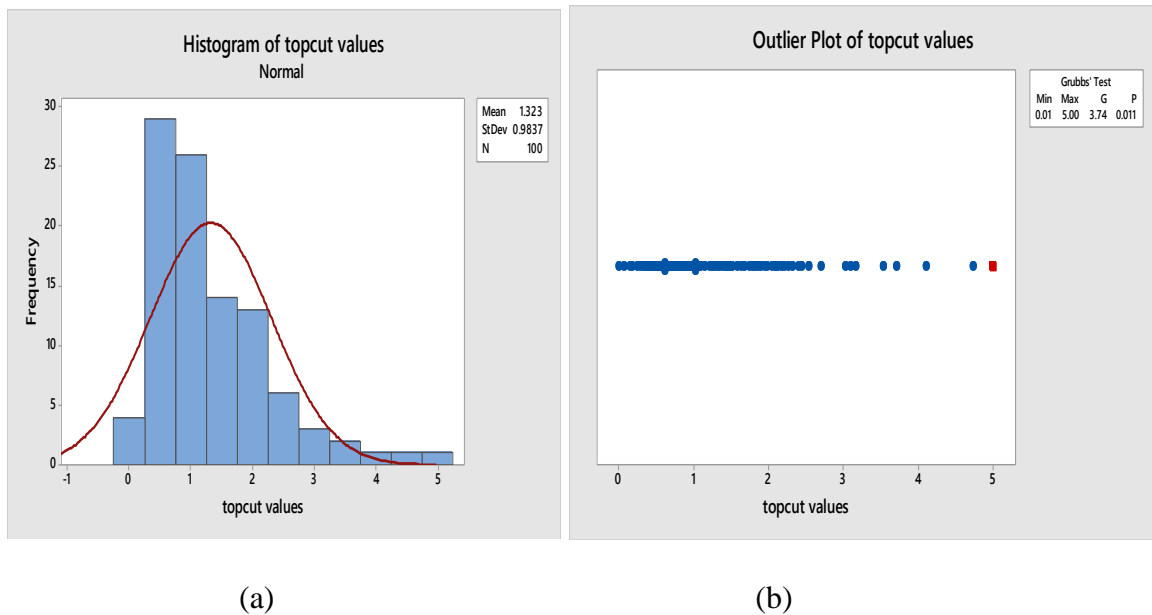 Histogram of topcut values
Normal
Mean 1.323
StDev 0.9837
N 100
Frequency
30
25
20
15
10
5
0
-1 0 1 2 3 4 5
topcut values
(a)
Outlier Plot of topcut values
Grubbs' Test
Min Max G P
0.01 5.00 3.74 0.011
0 1 2 3 4 5
topcut values
(b)